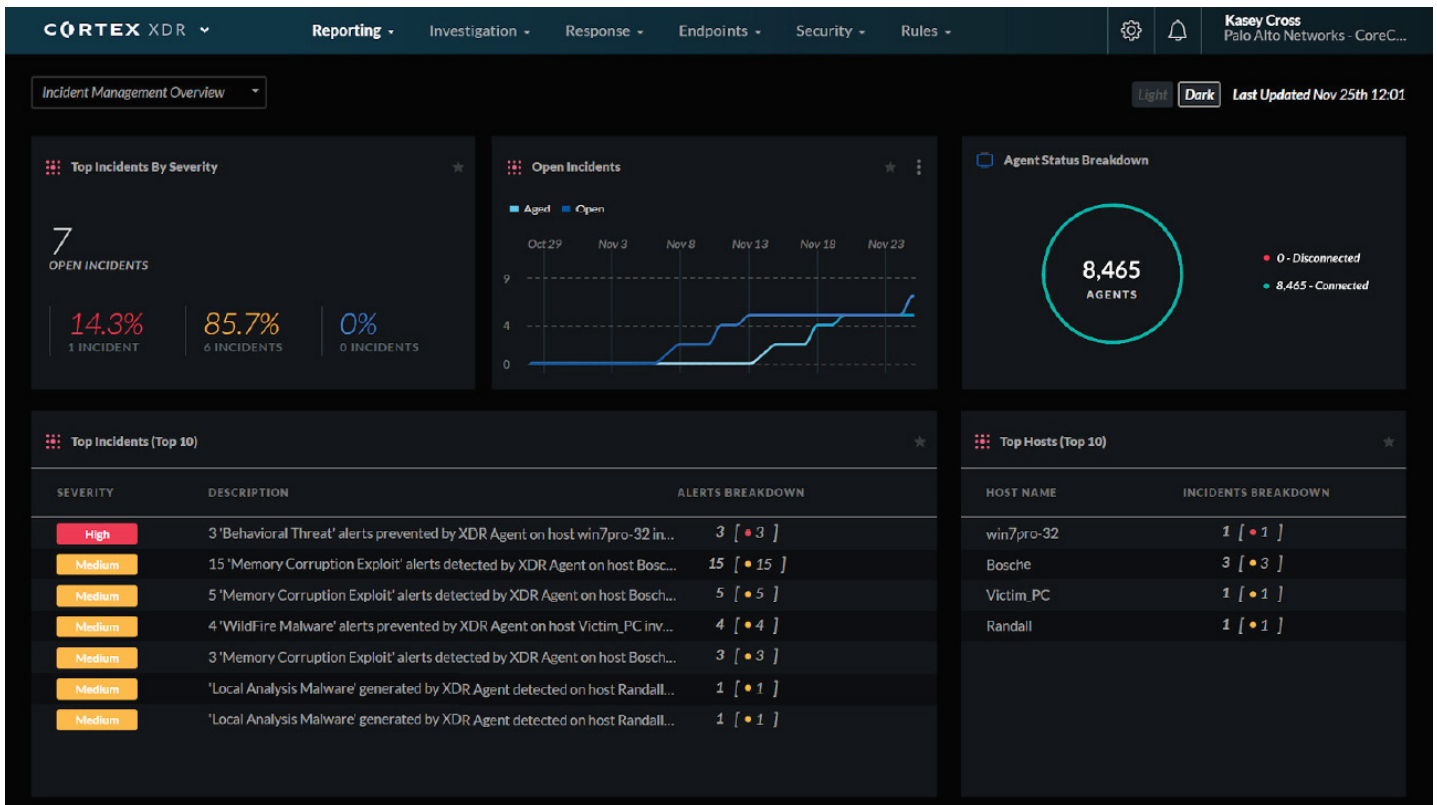 CORTEX XDR
Reporting Investigation Response Endpoints Security Rules
Kasey Cross
Palo Alto Networks - CoreC...
Incident Management Overview
Light Dark Last Updated Nov 25th 12:01
Top Incidents By Severity
7
OPEN INCIDENTS
14.3% 85.7% 0%
1 INCIDENT 6 INCIDENTS 0 INCIDENTS
Open Incidents
Aged Open
Oct 29 Nov 3 Nov 8 Nov 13 Nov 18 Nov 23
9
4
0
Agent Status Breakdown
8,465
AGENTS
0 - Disconnected
8,465 - Connected
Top Incidents (Top 10)
SEVERITY DESCRIPTION ALERTS BREAKDOWN
High 3 'Behavioral Threat' alerts prevented by XDR Agent on host win7pro-32 in... 3 [ • 3 ]
Medium 15 'Memory Corruption Exploit' alerts detected by XDR Agent on host Bosc... 15 [ • 15 ]
Medium 5 'Memory Corruption Exploit' alerts detected by XDR Agent on host Bosch... 5 [ • 5 ]
Medium 4 'WildFire Malware' alerts prevented by XDR Agent on host Victim_PC inv... 4 [ • 4 ]
Medium 3 'Memory Corruption Exploit' alerts detected by XDR Agent on host Bosch... 3 [ • 3 ]
Medium 'Local Analysis Malware' generated by XDR Agent detected on host Randall... 1 [ • 1 ]
Medium 'Local Analysis Malware' generated by XDR Agent detected on host Randall... 1 [ • 1 ]
Top Hosts (Top 10)
HOST NAME INCIDENTS BREAKDOWN
win7pro-32 1 [ • 1 ]
Bosche 3 [ • 3 ]
Victim_PC 1 [ • 1 ]
Randall 1 [ • 1 ]